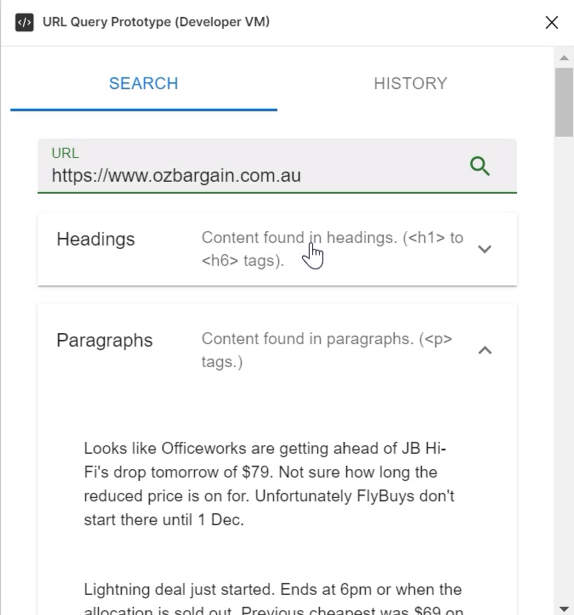 URL Query Prototype (Developer VM)
SEARCH
HISTORY
URL
https://www.ozbargain.com.au
Headings
Content found in headings. (<h1> to
<h6> tags).
Paragraphs
Content found in paragraphs. (<p>
tags.)
Looks like Officeworks are getting ahead of JB Hi-
Fi's drop tomorrow of $79. Not sure how long the
reduced price is on for. Unfortunately FlyBuys don't
start there until 1 Dec.
Lightning deal just started. Ends at 6pm or when the
allocation is sold out. Previous cheapest was $69 on